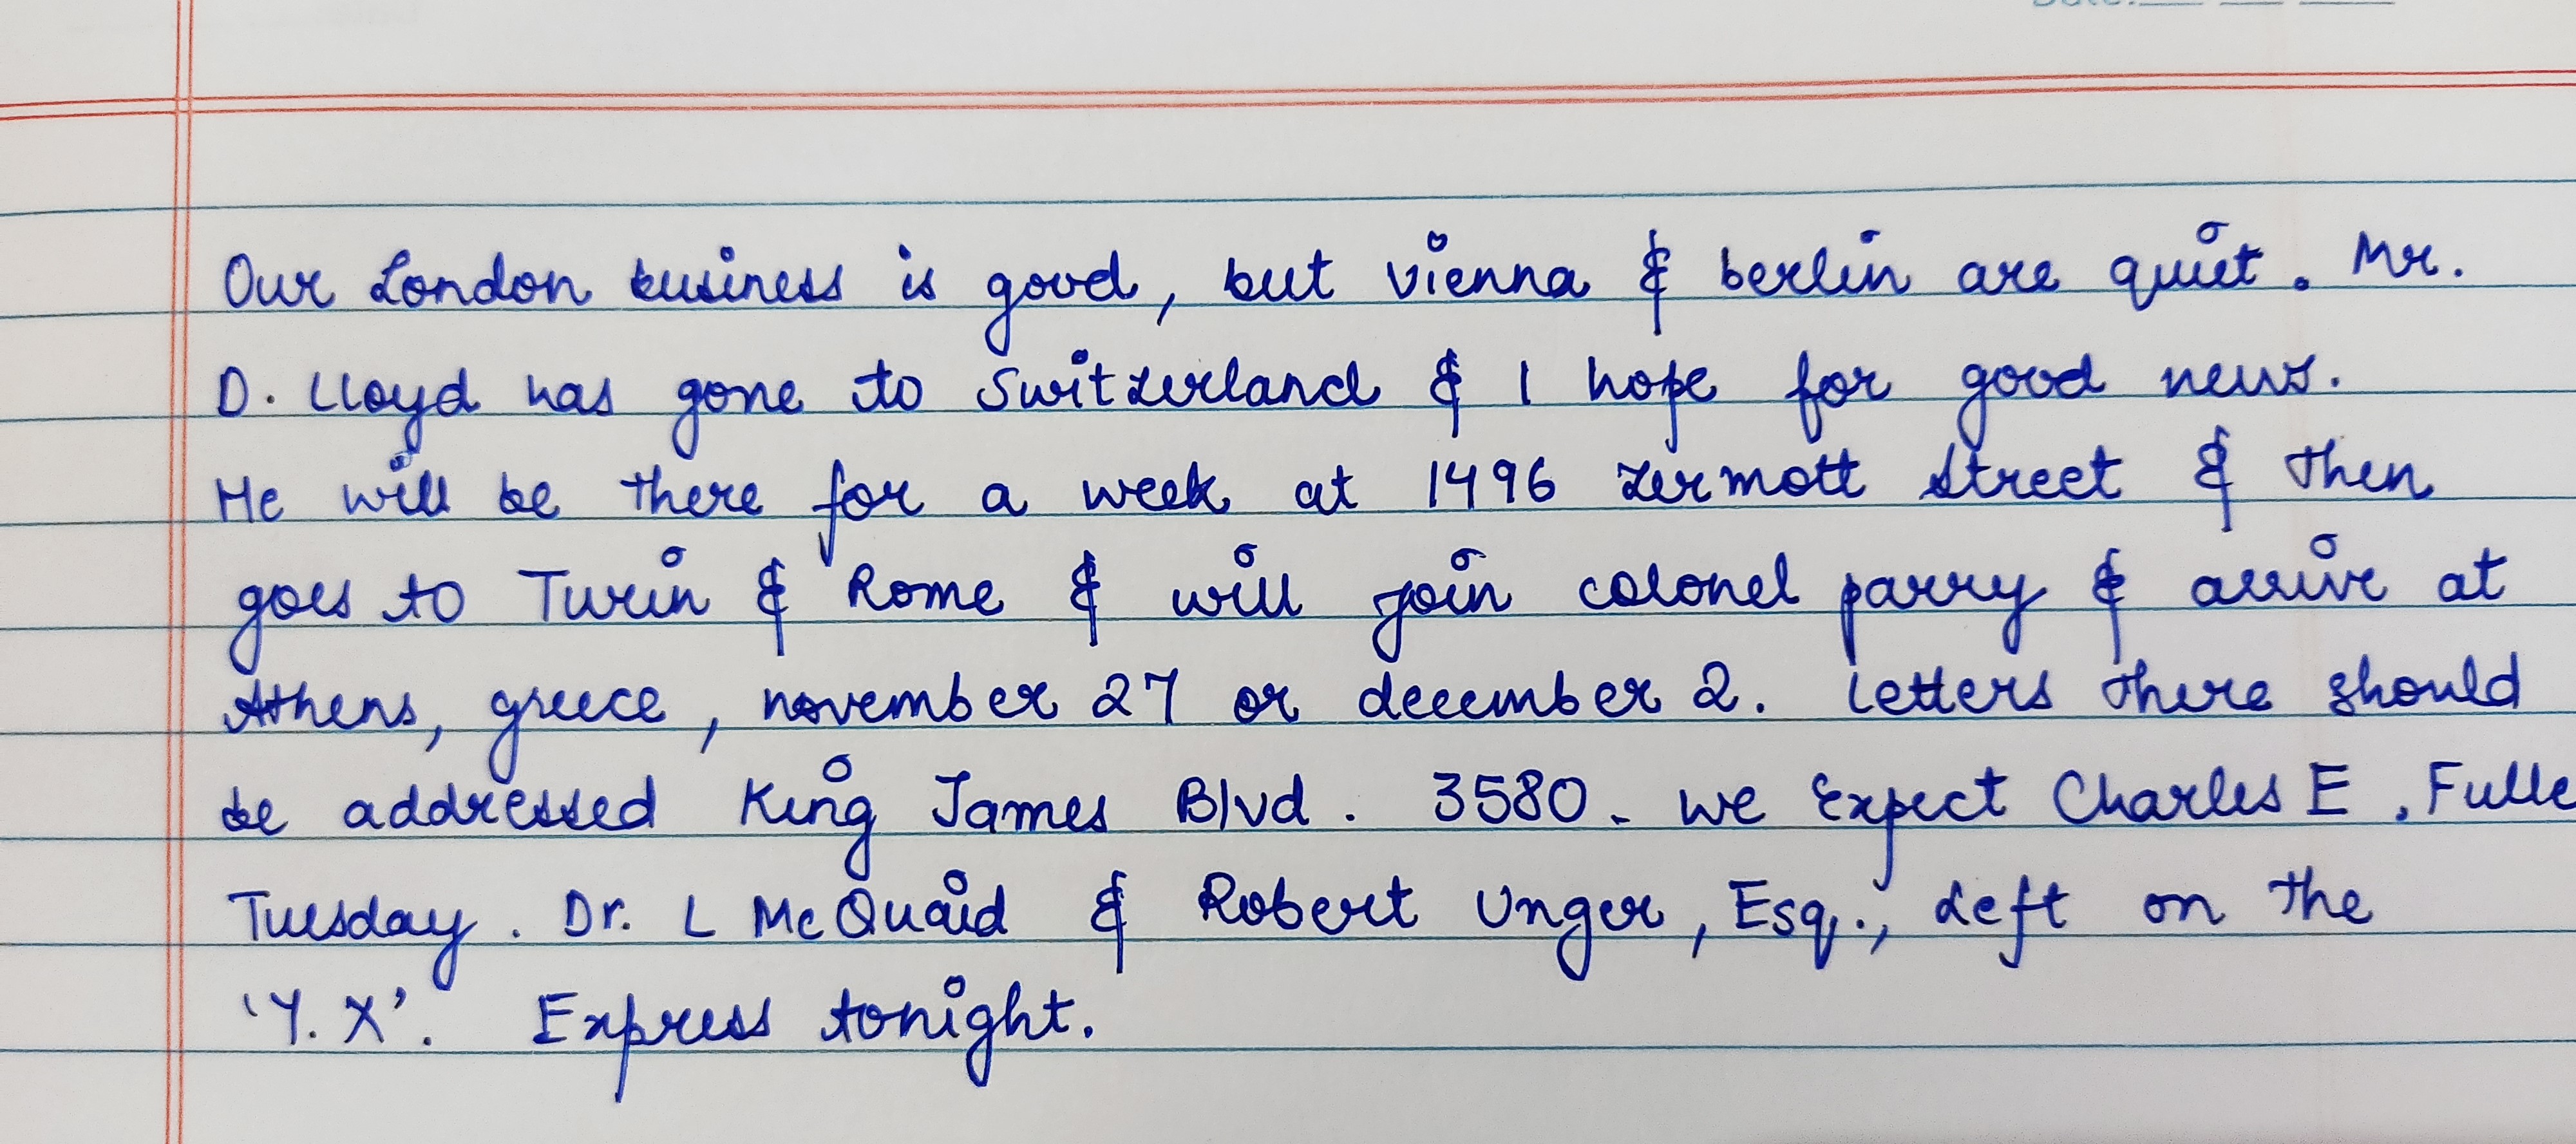 Our London business is good, but vienna & berlin are quiet. Mr.
D. Lloyd has gone to Switzerland & I hope for good news.
He will be there for a week at 1496 zermott street & then
goes to Turin & Rome & will join colonel parry & arrive at
Athens, greece, november 27 or december 2. letters there should
be addressed King James Blvd. 3580. we expect Charles E. Fulle
Tuesday. Dr. L McQuaid & Robert Unger, Esq., left on the
'Y. X'. Express tonight.